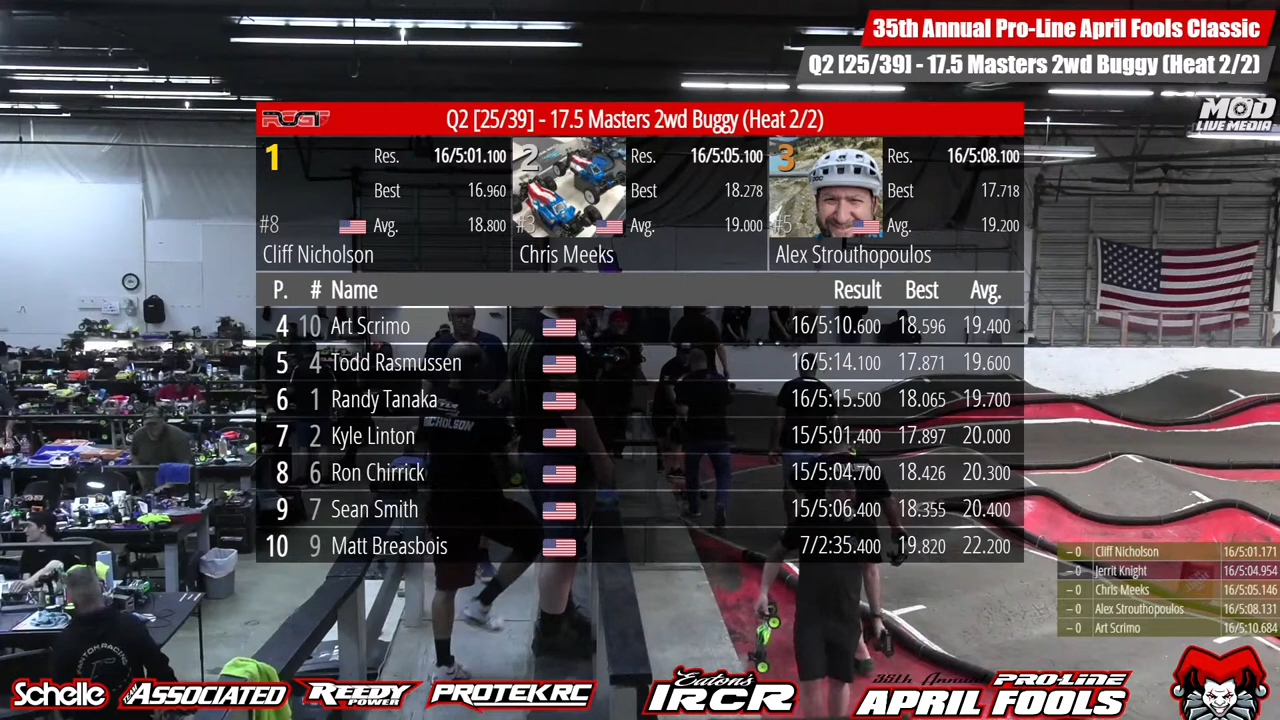 35th Annual Pro-Line April Fools Classic
Q2 [25/39] - 17.5 Masters 2wd Buggy (Heat 2/2)
MOD
LIVE MEDIA
Q2 [25/39] - 17.5 Masters 2wd Buggy (Heat 2/2)
1 Res. 16/5:01.100
Best 16.960
#8 Avg. 18.800
Cliff Nicholson
2 Res. 16/5:05.100
Best 18.278
#3 Avg. 19.000
Chris Meeks
3 Res. 16/5:08.100
Best 17.718
#5 Avg. 19.200
Alex Strouthopoulos
P. # Name Result Best Avg.
4 10 Art Scrimo 16/5:10.600 18.596 19.400
5 4 Todd Rasmussen 16/5:14.100 17.871 19.600
6 1 Randy Tanaka 16/5:15.500 18.065 19.700
7 2 Kyle Linton 15/5:01.400 17.897 20.000
8 6 Ron Chirrick 15/5:04.700 18.426 20.300
9 7 Sean Smith 15/5:06.400 18.355 20.400
10 9 Matt Breasbois 7/2:35.400 19.820 22.200
NICHOLSON
– 0 Cliff Nicholson 16/5:01.171
– 0 Jerrit Knight 16/5:04.954
– 0 Chris Meeks 16/5:05.146
– 0 Alex Strouthopoulos 16/5:08.131
– 0 Art Scrimo 16/5:10.684
Schelle
TEAM ASSOCIATED
REEDY
POWER
PROTEKRC
Euton's
IRCR
35th Annual PRO-LINE
APRIL FOOLS